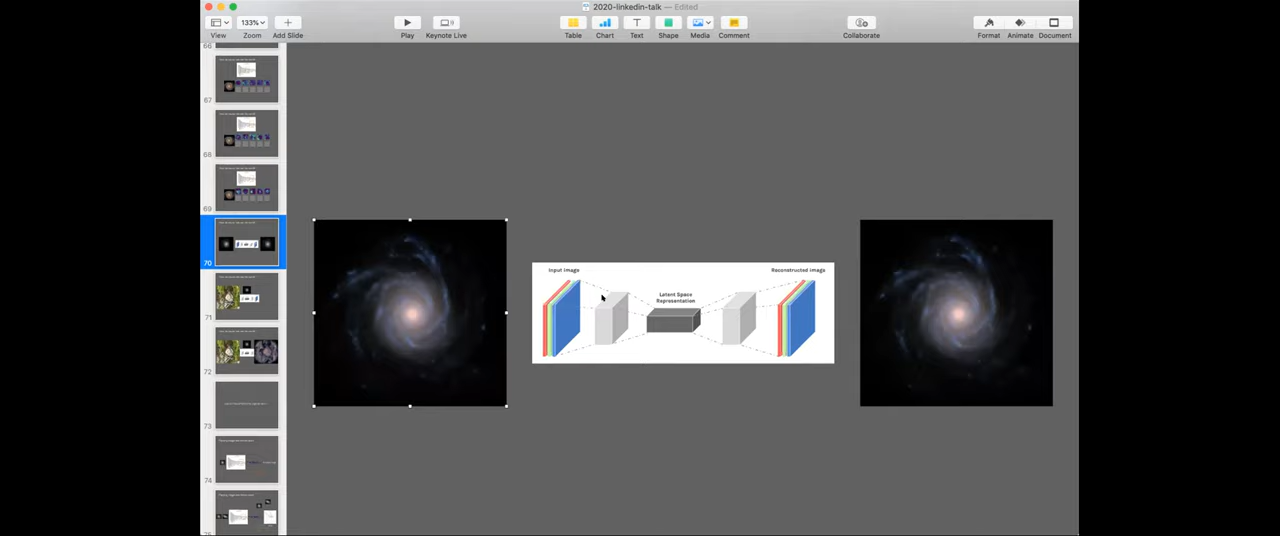 2020-linkedin-talk — Edited
133%
View
Zoom
Add Slide
Play
Keynote Live
Table
Chart
Text
Shape
Media
Comment
Collaborate
Format
Animate
Document
66
67
68
69
70
71
72
73
74
Input image
Latent Space
Representation
Reconstructed image